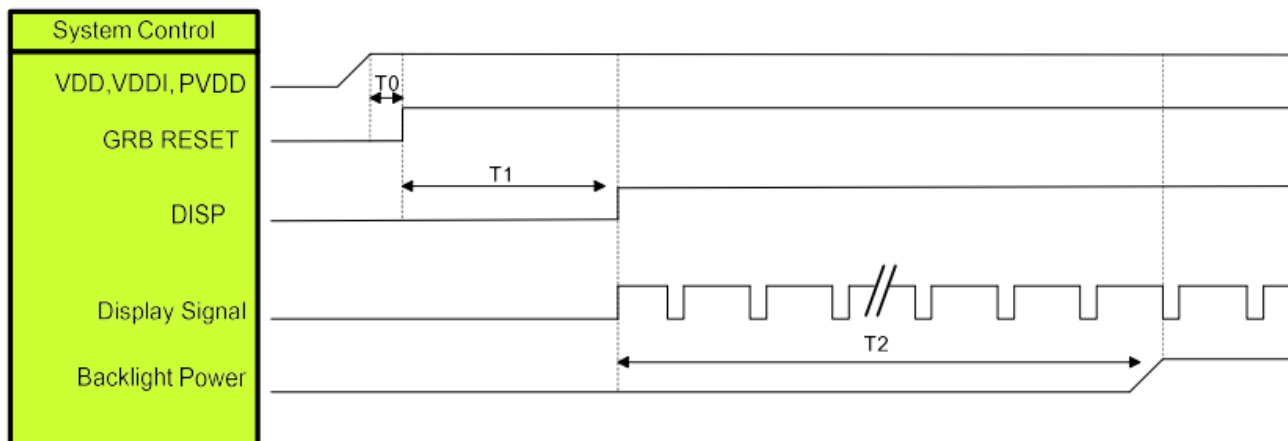 System Control
VDD,VDDI,PVDD
T0
GRB RESET
T1
DISP
Display Signal
T2
Backlight Power